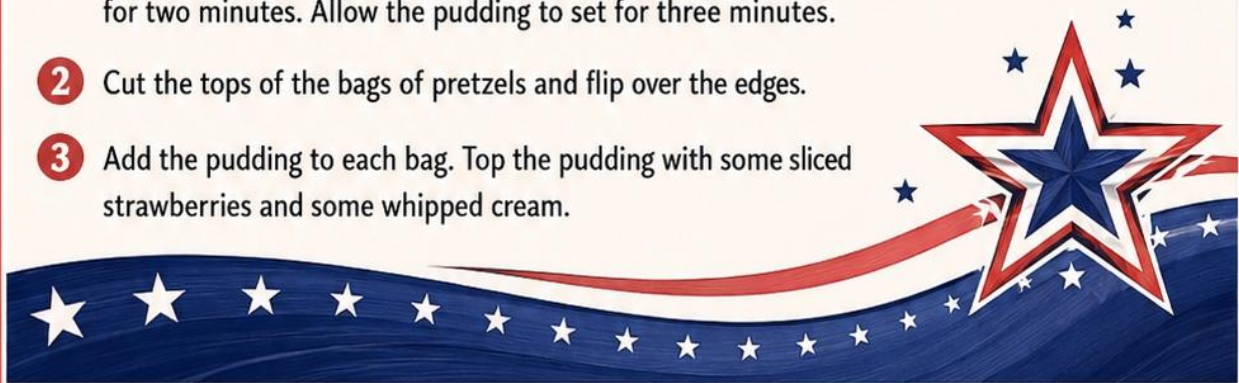 for two minutes. Allow the pudding to set for three minutes.
2 Cut the tops of the bags of pretzels and flip over the edges.
3 Add the pudding to each bag. Top the pudding with some sliced
strawberries and some whipped cream.